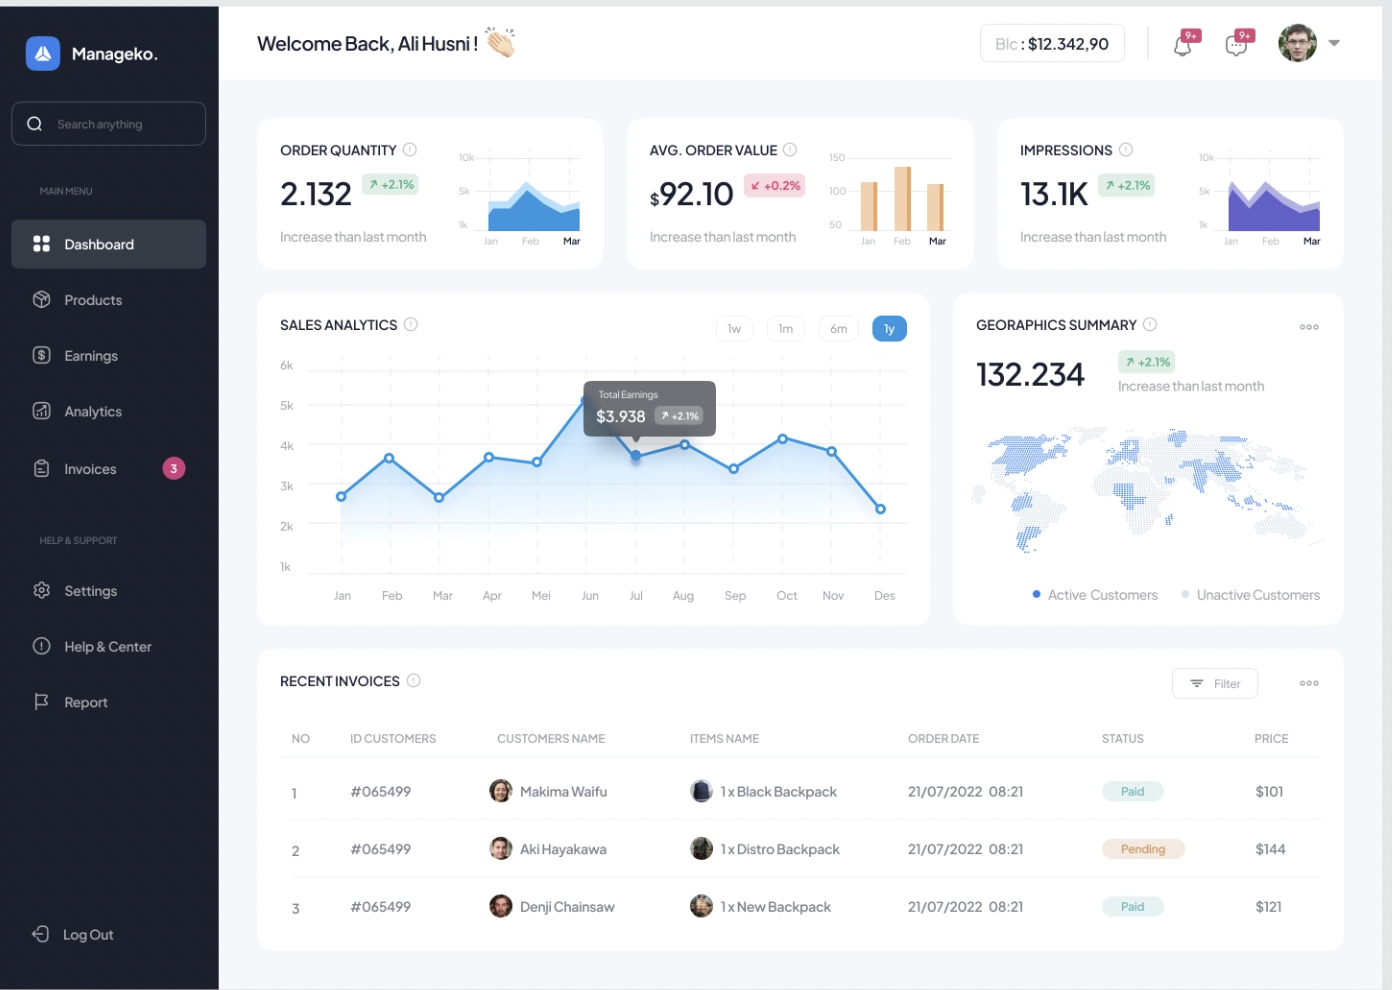 Manageko.
Search anything
MAIN MENU
Dashboard
Products
Earnings
Analytics
Invoices 3
HELP & SUPPORT
Settings
Help & Center
Report
Log Out
Welcome Back, Ali Husni !
Blc : $12.342,90
9+ 9+
ORDER QUANTITY
2.132 +2.1%
Increase than last month
10k
5k
1k
Jan Feb Mar
AVG. ORDER VALUE
$92.10 +0.2%
Increase than last month
150
100
50
Jan Feb Mar
IMPRESSIONS
13.1K +2.1%
Increase than last month
10k
5k
1k
Jan Feb Mar
SALES ANALYTICS
1w 1m 6m 1y
6k
5k
4k
3k
2k
1k
Total Earnings
$3.938 +2.1%
Jan Feb Mar Apr Mei Jun Jul Aug Sep Oct Nov Des
GEORAPHICS SUMMARY
132.234 +2.1%
Increase than last month
Active Customers Unactive Customers
RECENT INVOICES
Filter
NO ID CUSTOMERS CUSTOMERS NAME ITEMS NAME ORDER DATE STATUS PRICE
1 #065499 Makima Waifu 1 x Black Backpack 21/07/2022 08:21 Paid $101
2 #065499 Aki Hayakawa 1 x Distro Backpack 21/07/2022 08:21 Pending $144
3 #065499 Denji Chainsaw 1 x New Backpack 21/07/2022 08:21 Paid $121